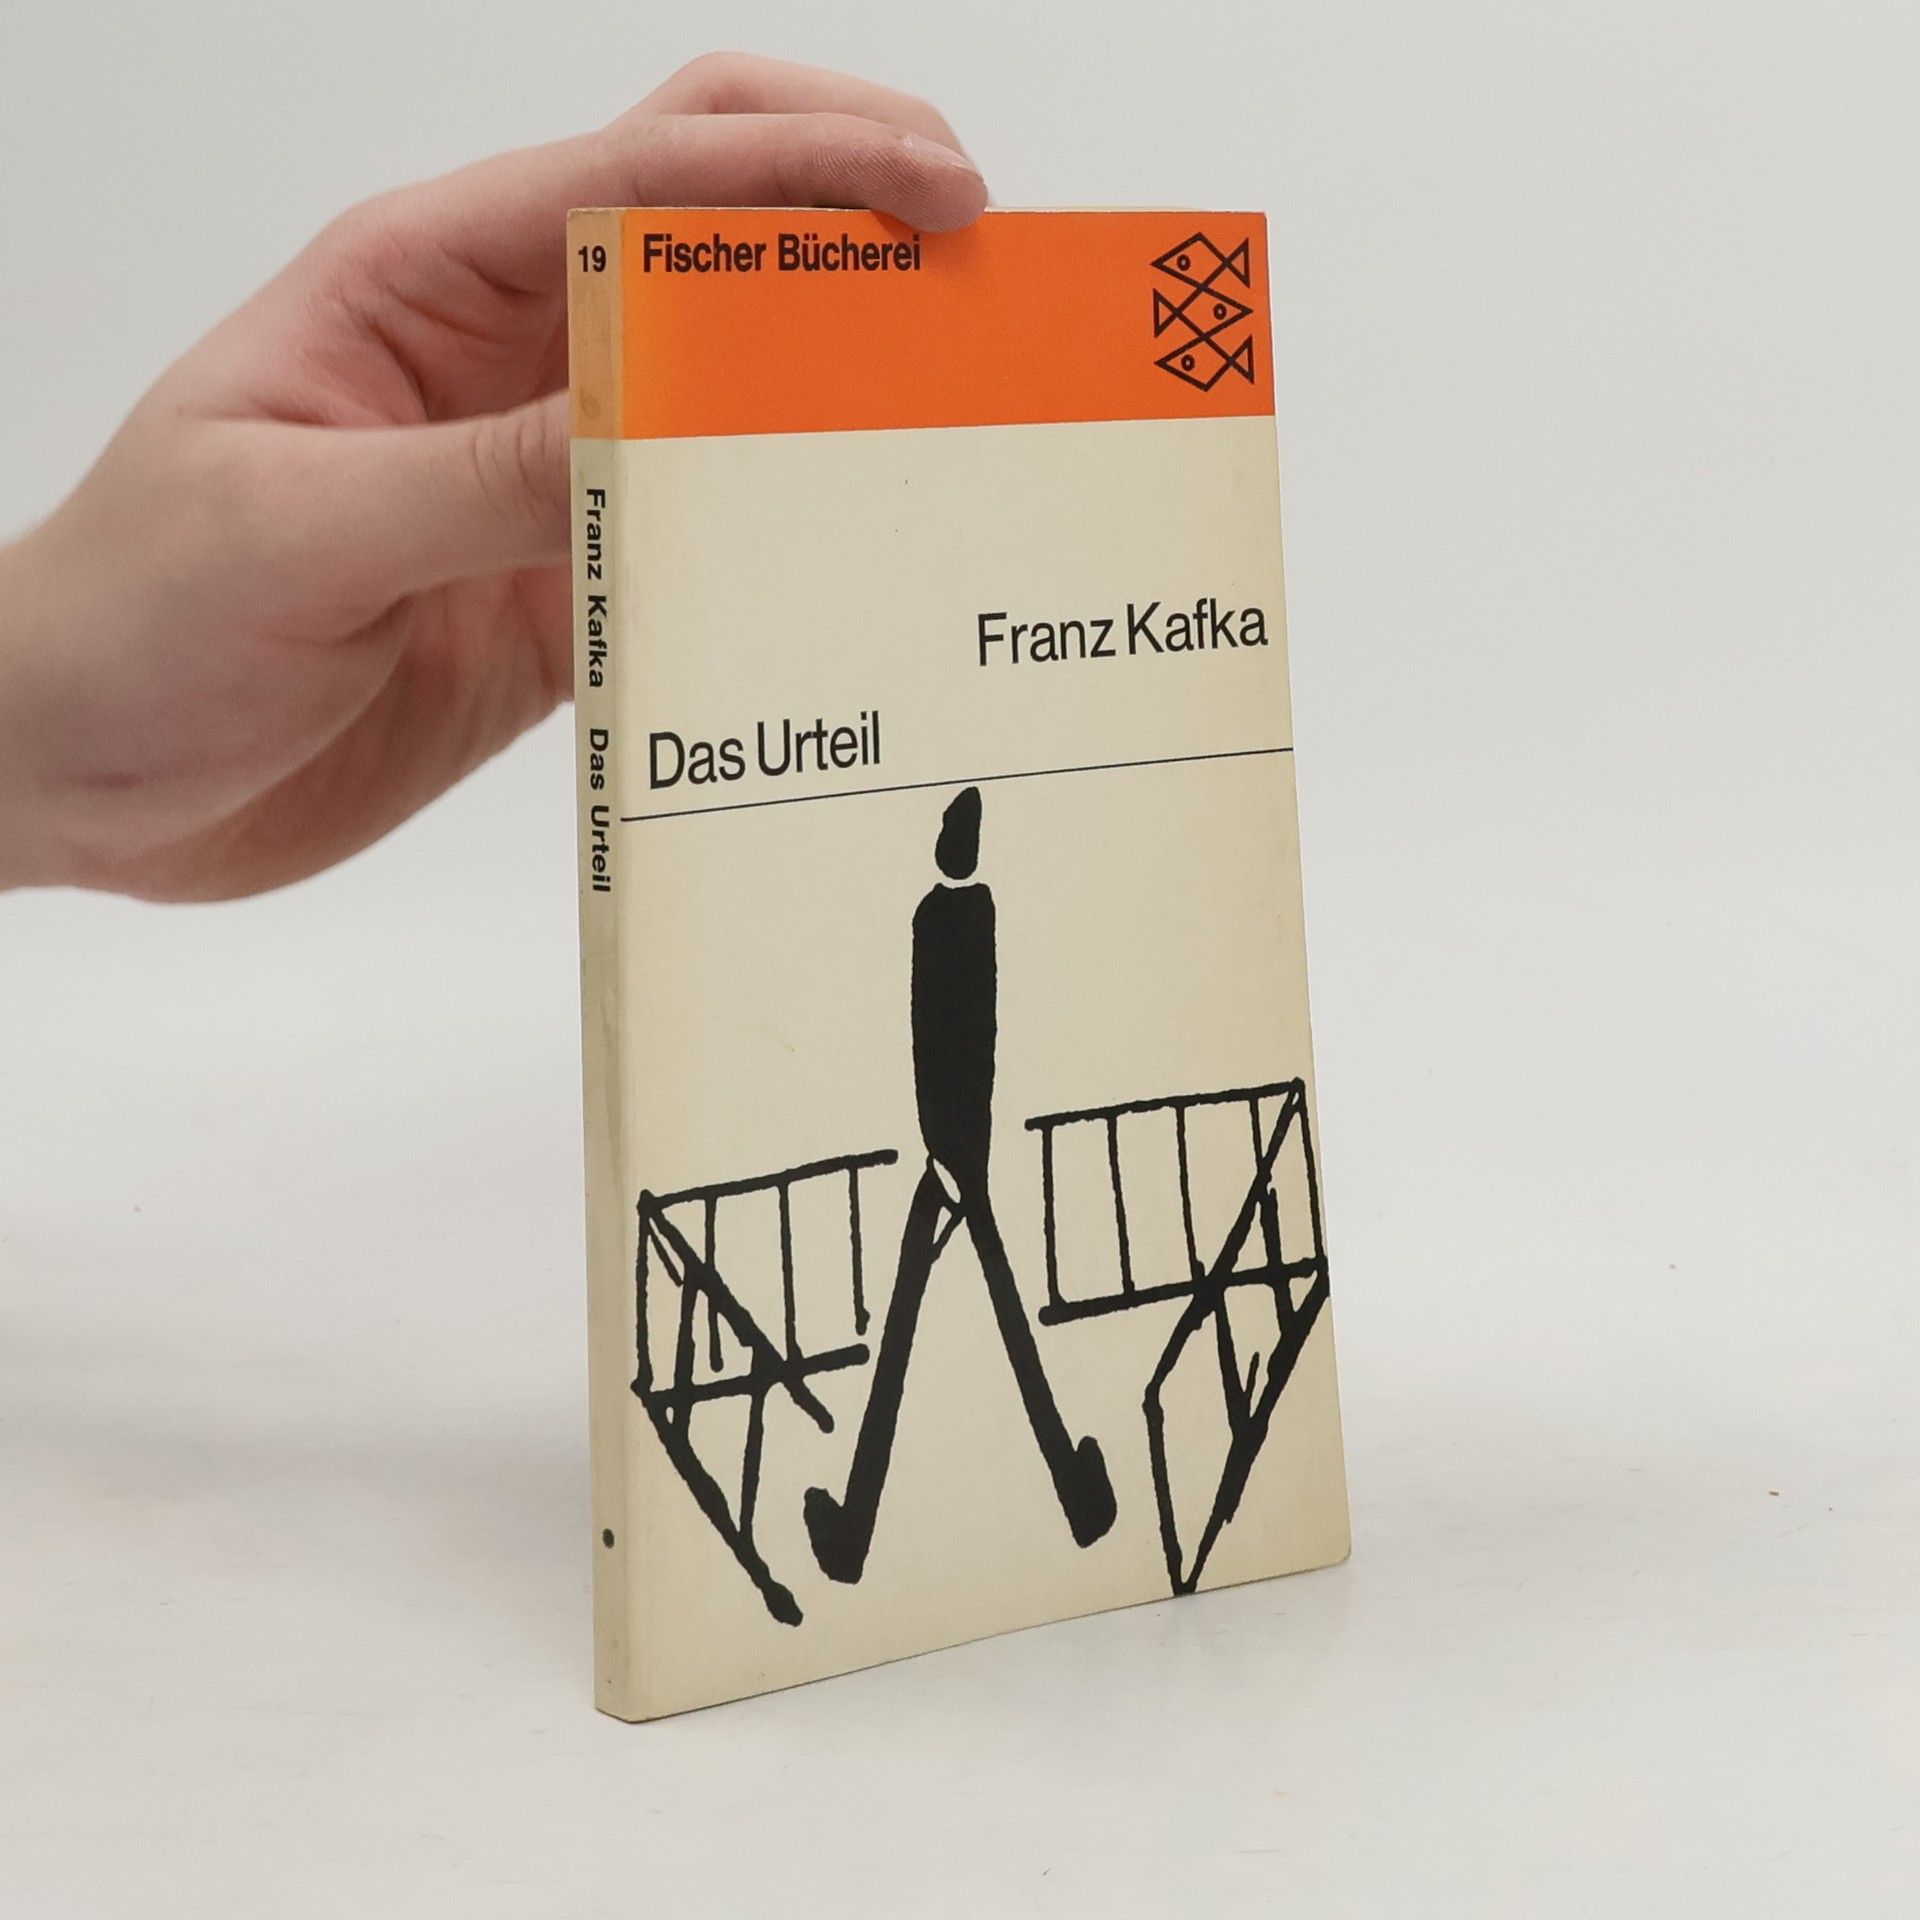 19
Fischer Bücherei
Franz Kafka
Das Urteil
Franz Kafka Das Urteil